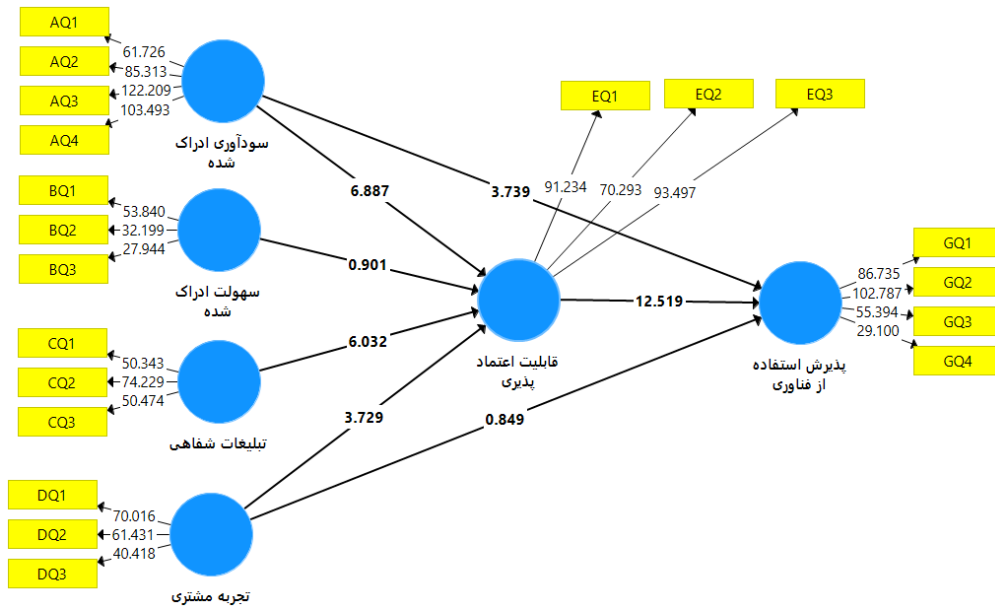 AQ1
AQ2
AQ3
AQ4
61.726
85.313
122.209
103.493
سودآوری ادراک
شده
BQ1
BQ2
BQ3
53.840
32.199
27.944
سهولت ادراک
شده
CQ1
CQ2
CQ3
50.343
74.229
50.474
تبلیغات شفاهی
DQ1
DQ2
DQ3
70.016
61.431
40.418
تجربه مشتری
6.887
3.739
0.901
6.032
3.729
0.849
12.519
EQ1
EQ2
EQ3
91.234
70.293
93.497
قابلیت اعتماد
پذیری
GQ1
GQ2
GQ3
GQ4
86.735
102.787
55.394
29.100
پذیرش استفاده
از فناوری